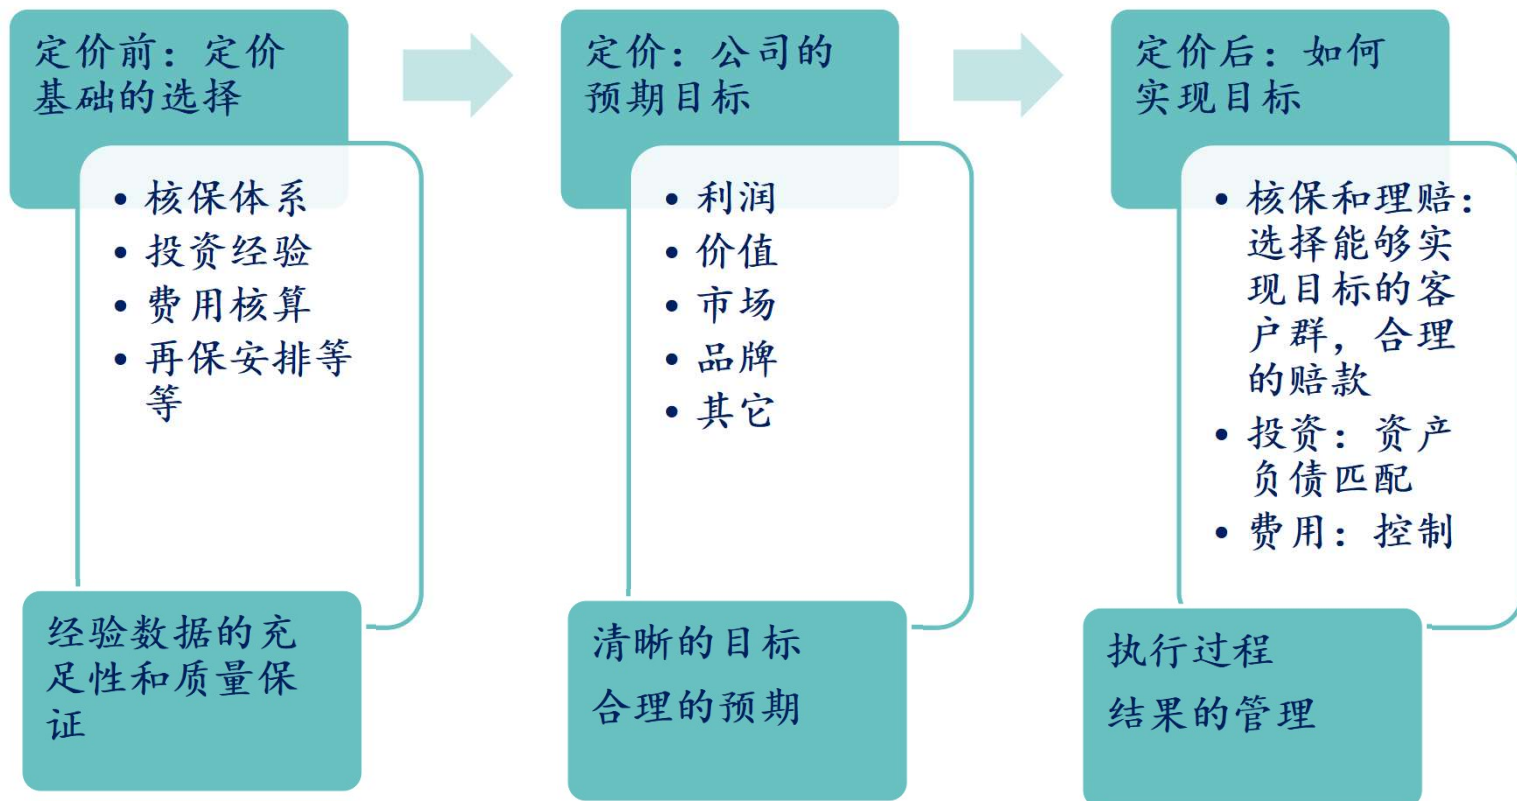 定价前：定价
基础的选择
• 核保体系
• 投资经验
• 费用核算
• 再保安排等
等
经验数据的充
足性和质量保
证
定价：公司的
预期目标
• 利润
• 价值
• 市场
• 品牌
• 其它
清晰的目标
合理的预期
定价后：如何
实现目标
• 核保和理赔：
选择能够实
现目标的客
户群，合理
的赔款
• 投资：资产
负债匹配
• 费用：控制
执行过程
结果的管理